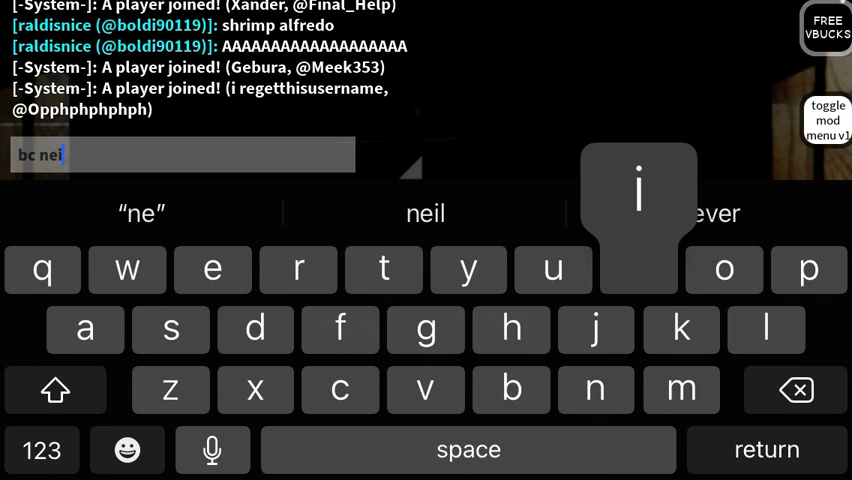 [-System-]: A player joined! (Xander, @Final_Help)
[raldisnice (@boldi90119)]: shrimp alfredo
[raldisnice (@boldi90119)]: AAAAAAAAAAAAAAAAAAA
[-System-]: A player joined! (Gebura, @Meek353)
[-System-]: A player joined! (i regetthisusername,
@Opphphphphph)
FREE
VBUCKS
toggle
mod
menu v1
bc nei
“ne” neil ever
i
q w e r t y u o p
a s d f g h j k l
z x c v b n m
123 space return